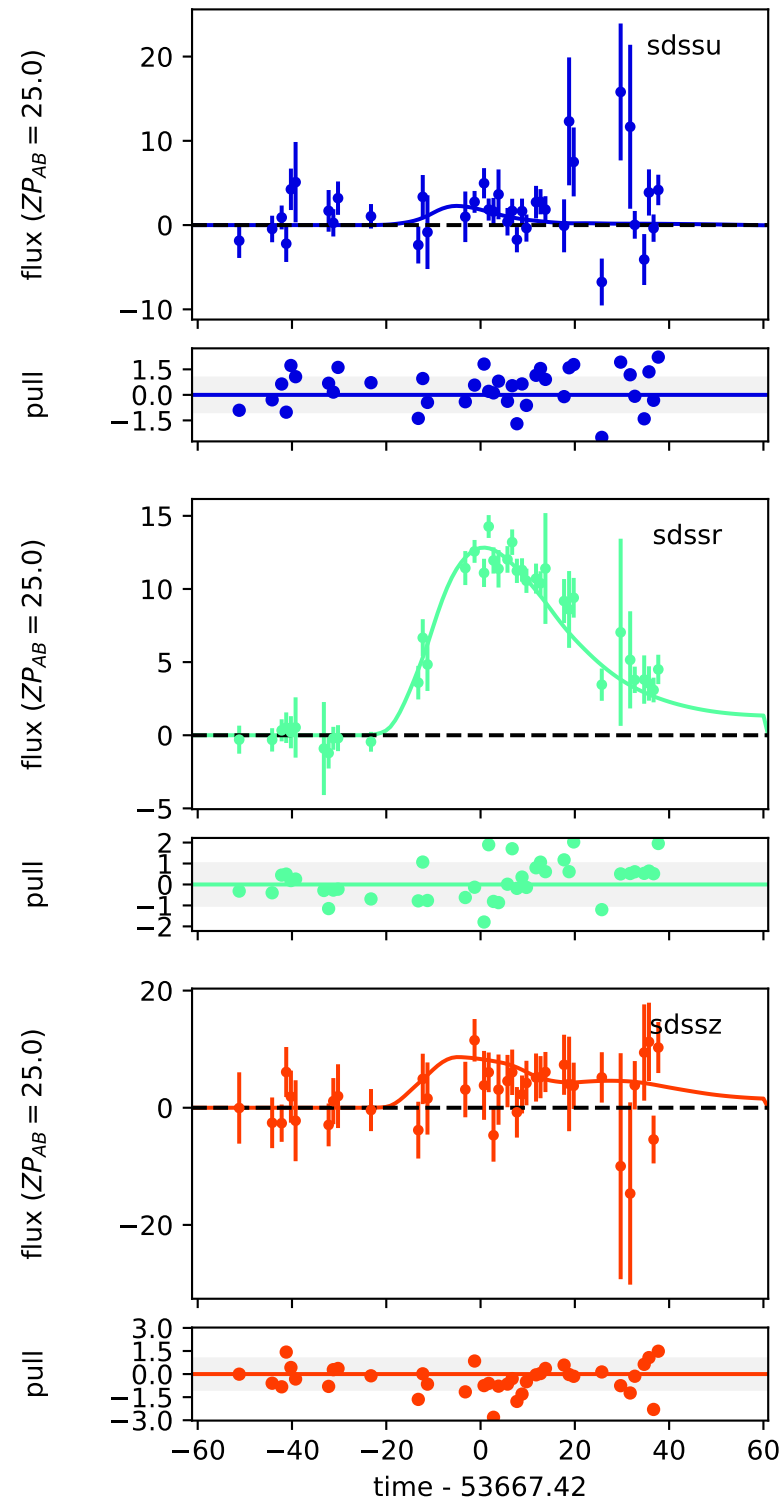 flux (ZP_AB = 25.0)
sdssu
20
10
0
−10
pull
1.5
0.0
−1.5
flux (ZP_AB = 25.0)
sdssr
15
10
5
0
−5
pull
2
1
0
−1
−2
flux (ZP_AB = 25.0)
sdssz
20
0
−20
pull
3.0
1.5
0.0
−1.5
−3.0
−60 −40 −20 0 20 40 60
time - 53667.42